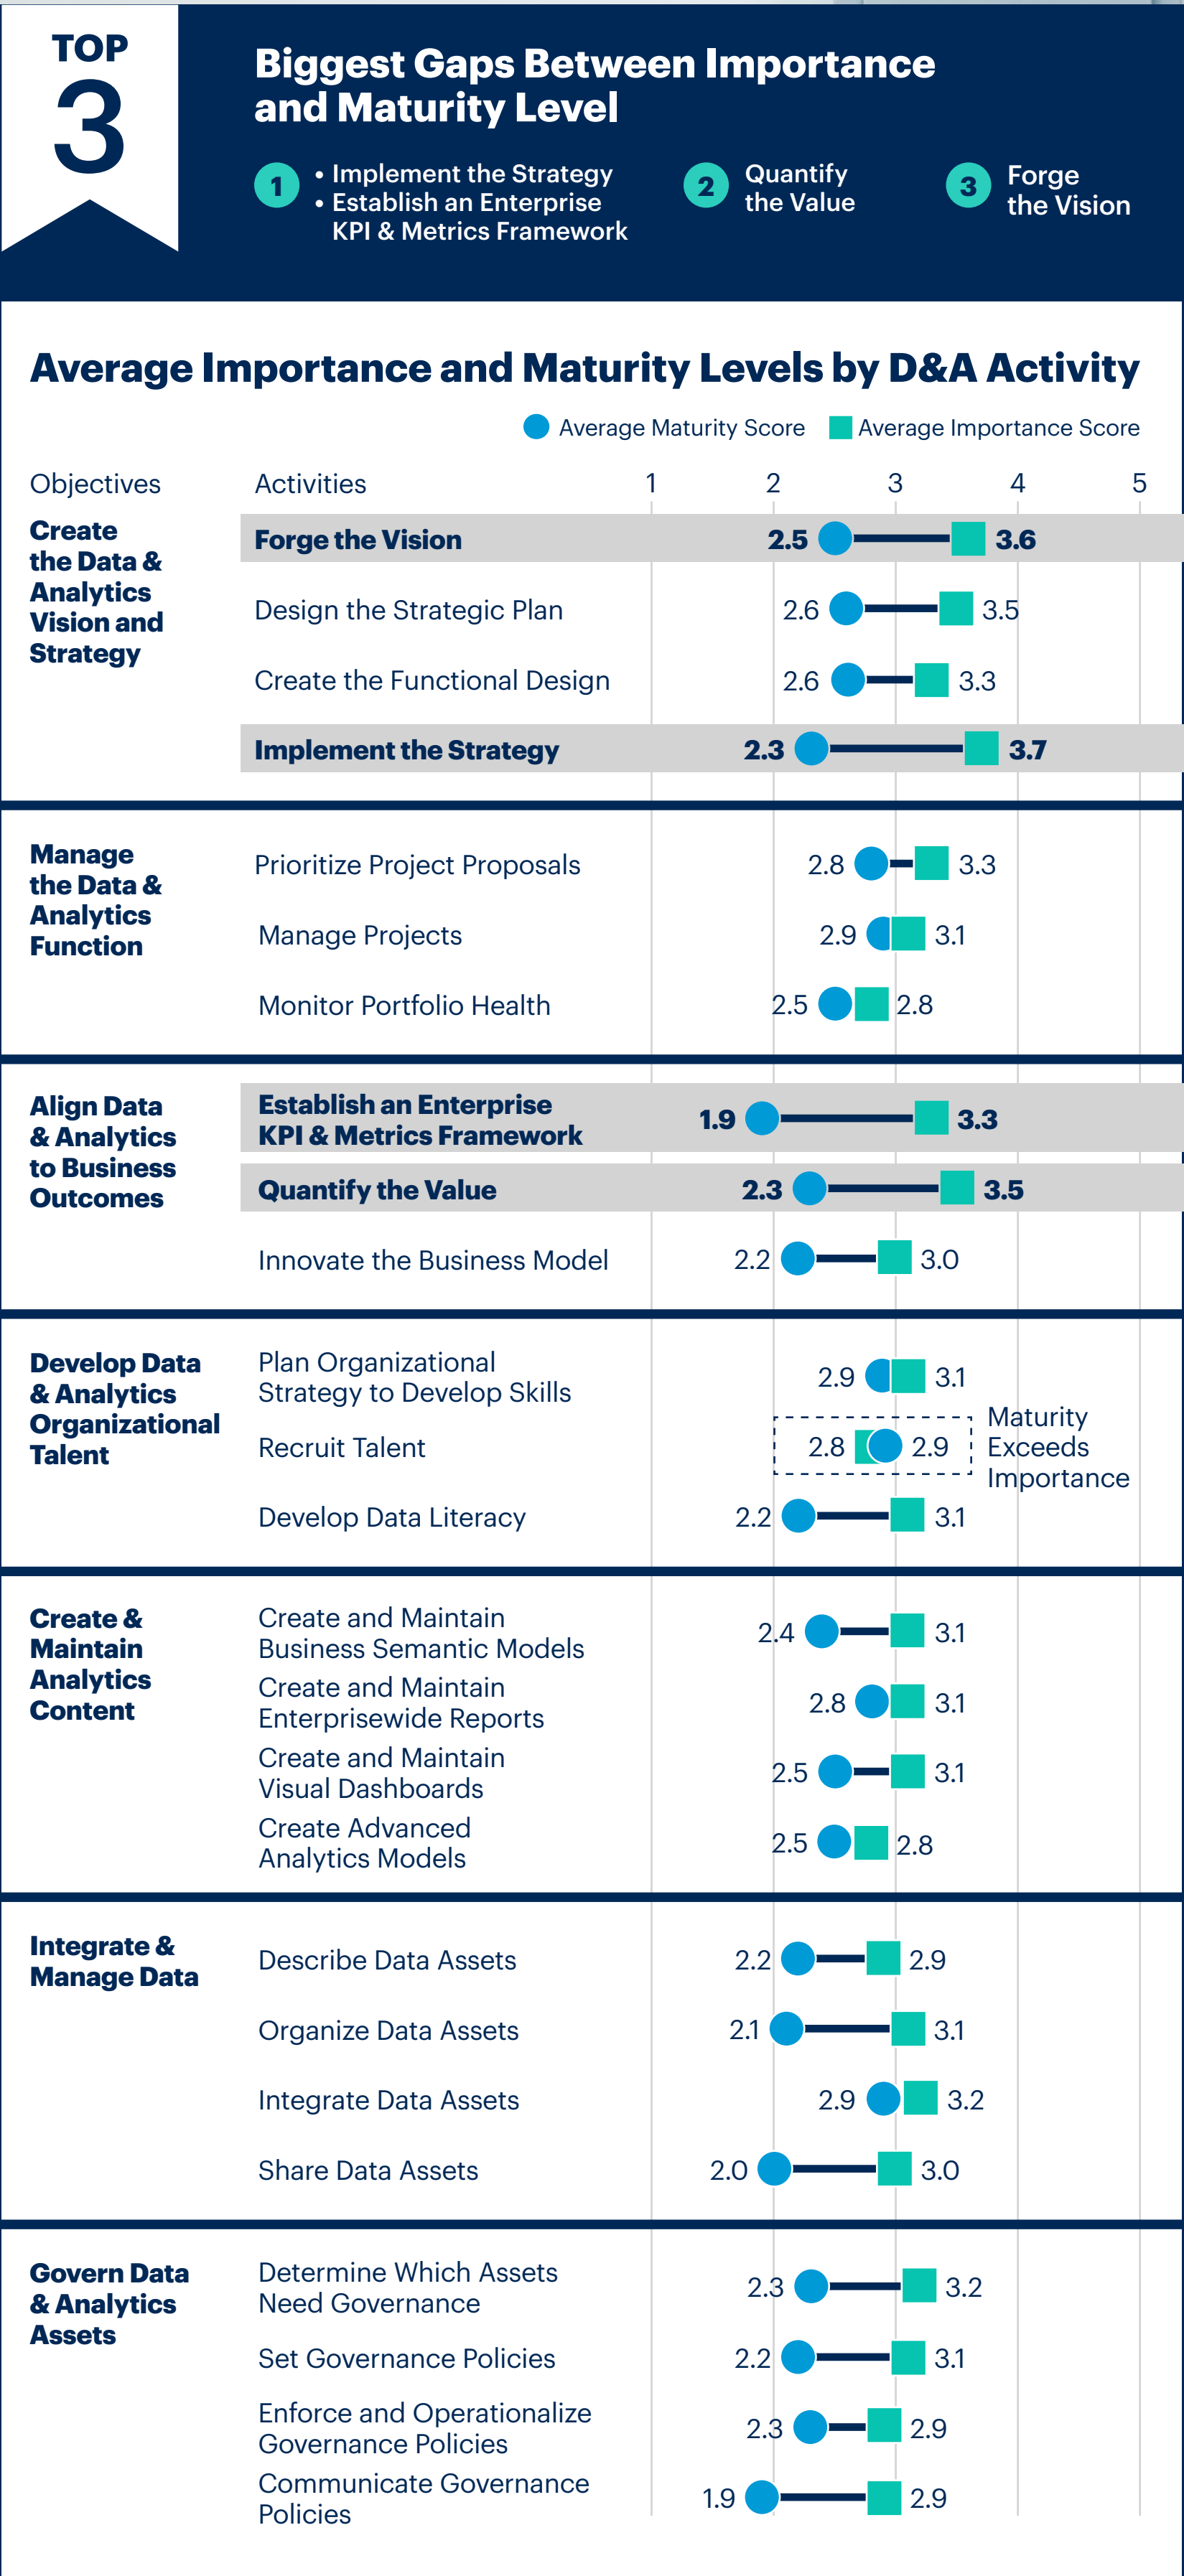 TOP
3
Biggest Gaps Between Importance
and Maturity Level
1
• Implement the Strategy
• Establish an Enterprise
KPI & Metrics Framework
2
Quantify
the Value
3
Forge
the Vision
Average Importance and Maturity Levels by D&A Activity
Average Maturity Score Average Importance Score
Objectives Activities 1 2 3 4 5
Create
the Data &
Analytics
Vision and
Strategy
Forge the Vision 2.5 3.6
Design the Strategic Plan 2.6 3.5
Create the Functional Design 2.6 3.3
Implement the Strategy 2.3 3.7
Manage
the Data &
Analytics
Function
Prioritize Project Proposals 2.8 3.3
Manage Projects 2.9 3.1
Monitor Portfolio Health 2.5 2.8
Align Data
& Analytics
to Business
Outcomes
Establish an Enterprise
KPI & Metrics Framework 1.9 3.3
Quantify the Value 2.3 3.5
Innovate the Business Model 2.2 3.0
Develop Data
& Analytics
Organizational
Talent
Plan Organizational
Strategy to Develop Skills 2.9 3.1
Recruit Talent 2.8 2.9
Maturity
Exceeds
Importance
Develop Data Literacy 2.2 3.1
Create &
Maintain
Analytics
Content
Create and Maintain
Business Semantic Models 2.4 3.1
Create and Maintain
Enterprisewide Reports 2.8 3.1
Create and Maintain
Visual Dashboards 2.5 3.1
Create Advanced
Analytics Models 2.5 2.8
Integrate &
Manage Data
Describe Data Assets 2.2 2.9
Organize Data Assets 2.1 3.1
Integrate Data Assets 2.9 3.2
Share Data Assets 2.0 3.0
Govern Data
& Analytics
Assets
Determine Which Assets
Need Governance 2.3 3.2
Set Governance Policies 2.2 3.1
Enforce and Operationalize
Governance Policies 2.3 2.9
Communicate Governance
Policies 1.9 2.9